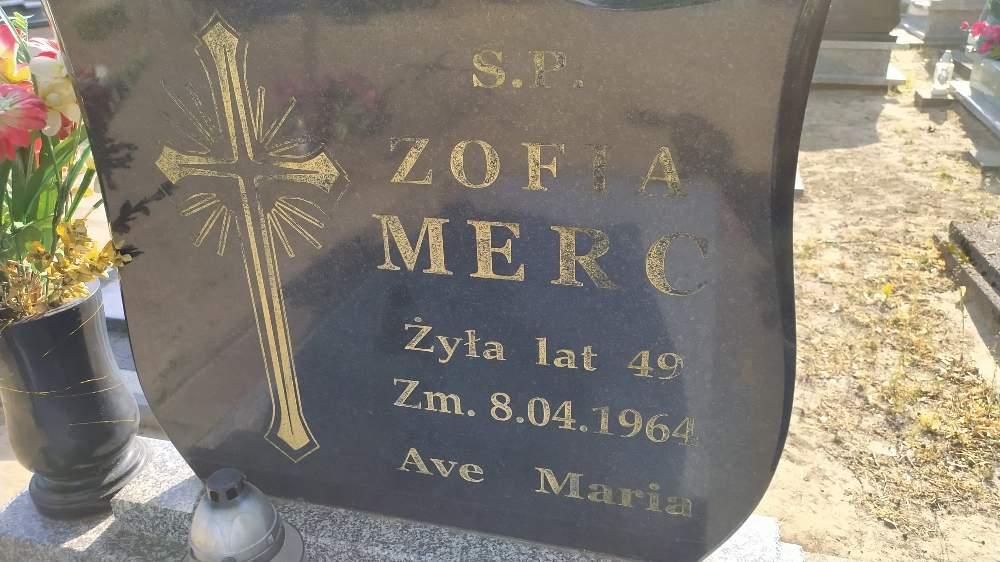 S.P.
ZOFIA
MERC
Żyła lat 49
Zm. 8.04.1964
Ave Maria